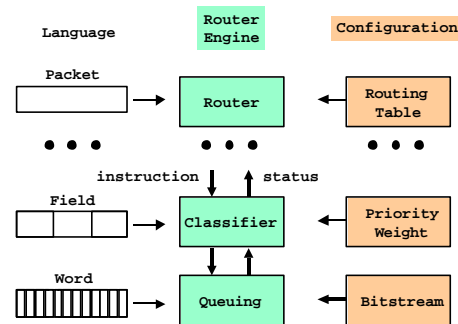 Language
Router
Engine
Configuration
Packet
Router
Routing
Table
instruction
status
Field
Classifier
Priority
Weight
Word
Queuing
Bitstream